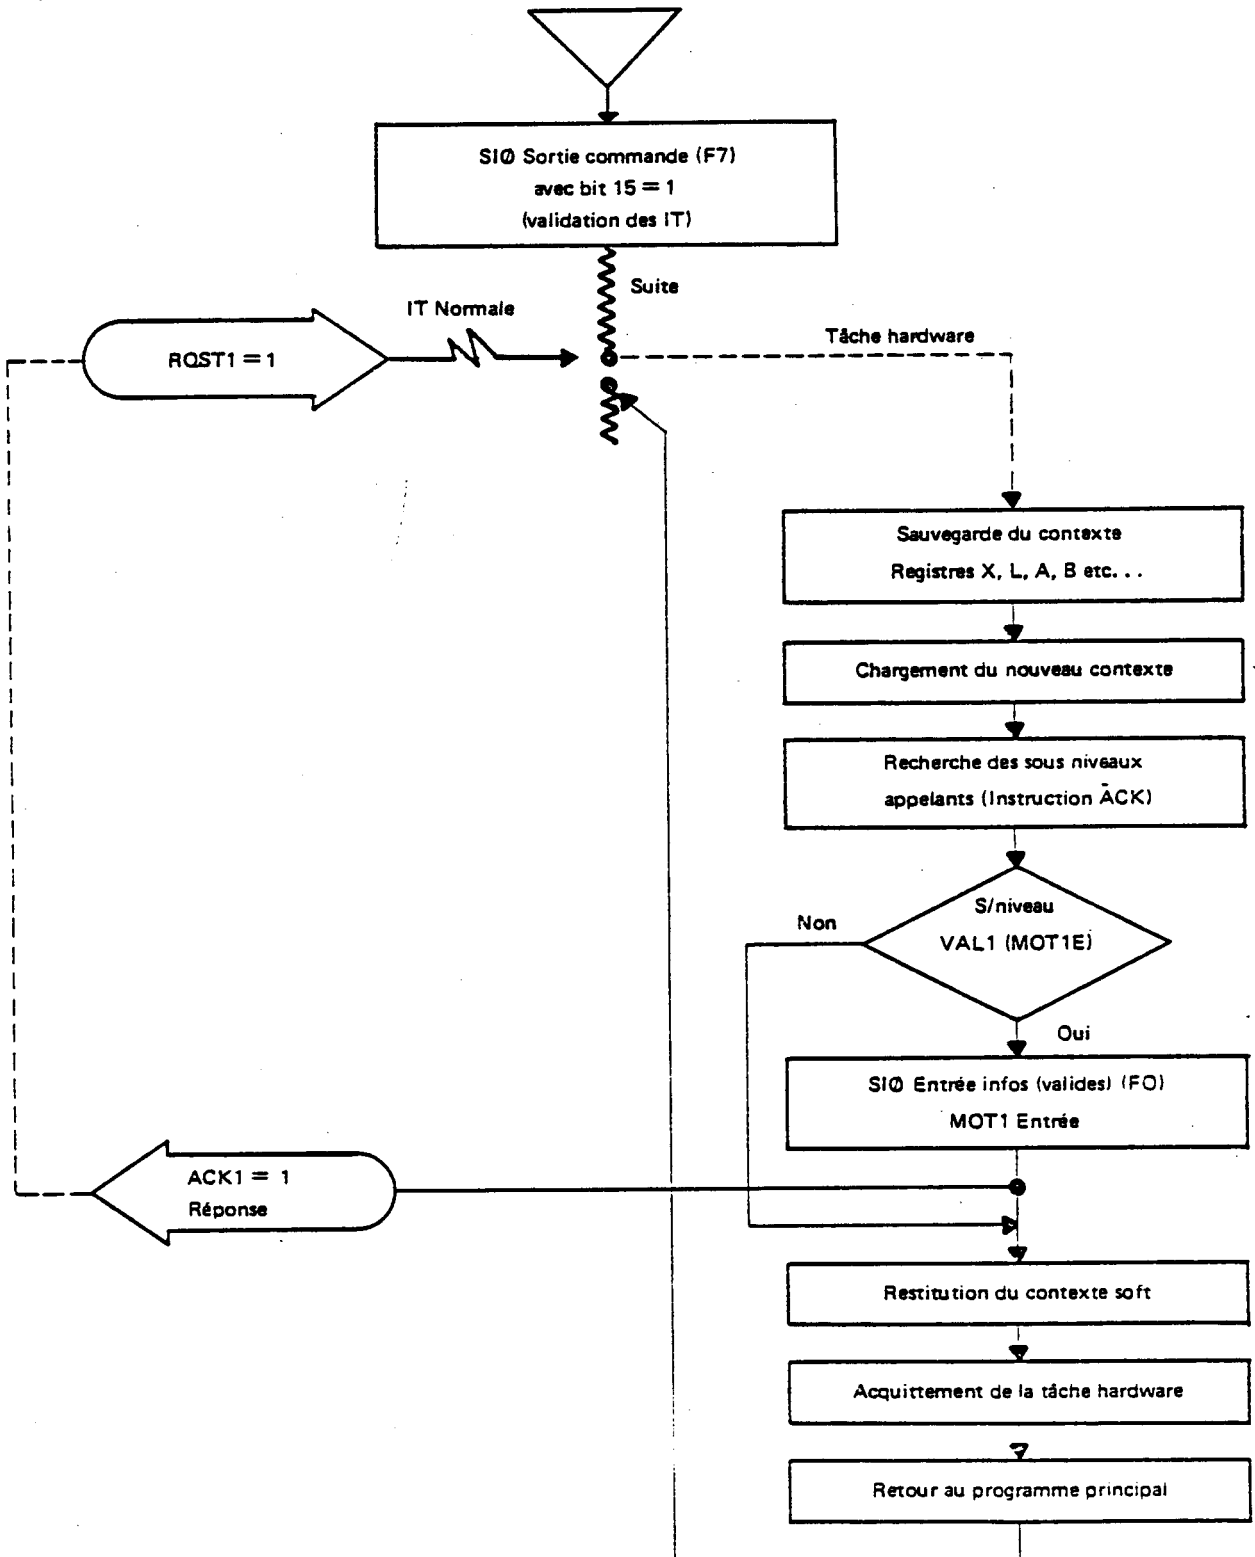 SIØ Sortie commande (F7)
avec bit 15 = 1
(validation des IT)
Suite
IT Normale
RQST1 = 1
Tâche hardware
Sauvegarde du contexte
Registres X, L, A, B etc...
Chargement du nouveau contexte
Recherche des sous niveaux
appelants (Instruction ACK)
S/niveau
VAL1 (MOT1E)
Non
Oui
SIØ Entrée infos (valides) (FO)
MOT1 Entrée
ACK1 = 1
Réponse
Restitution du contexte soft
Acquittement de la tâche hardware
Retour au programme principal